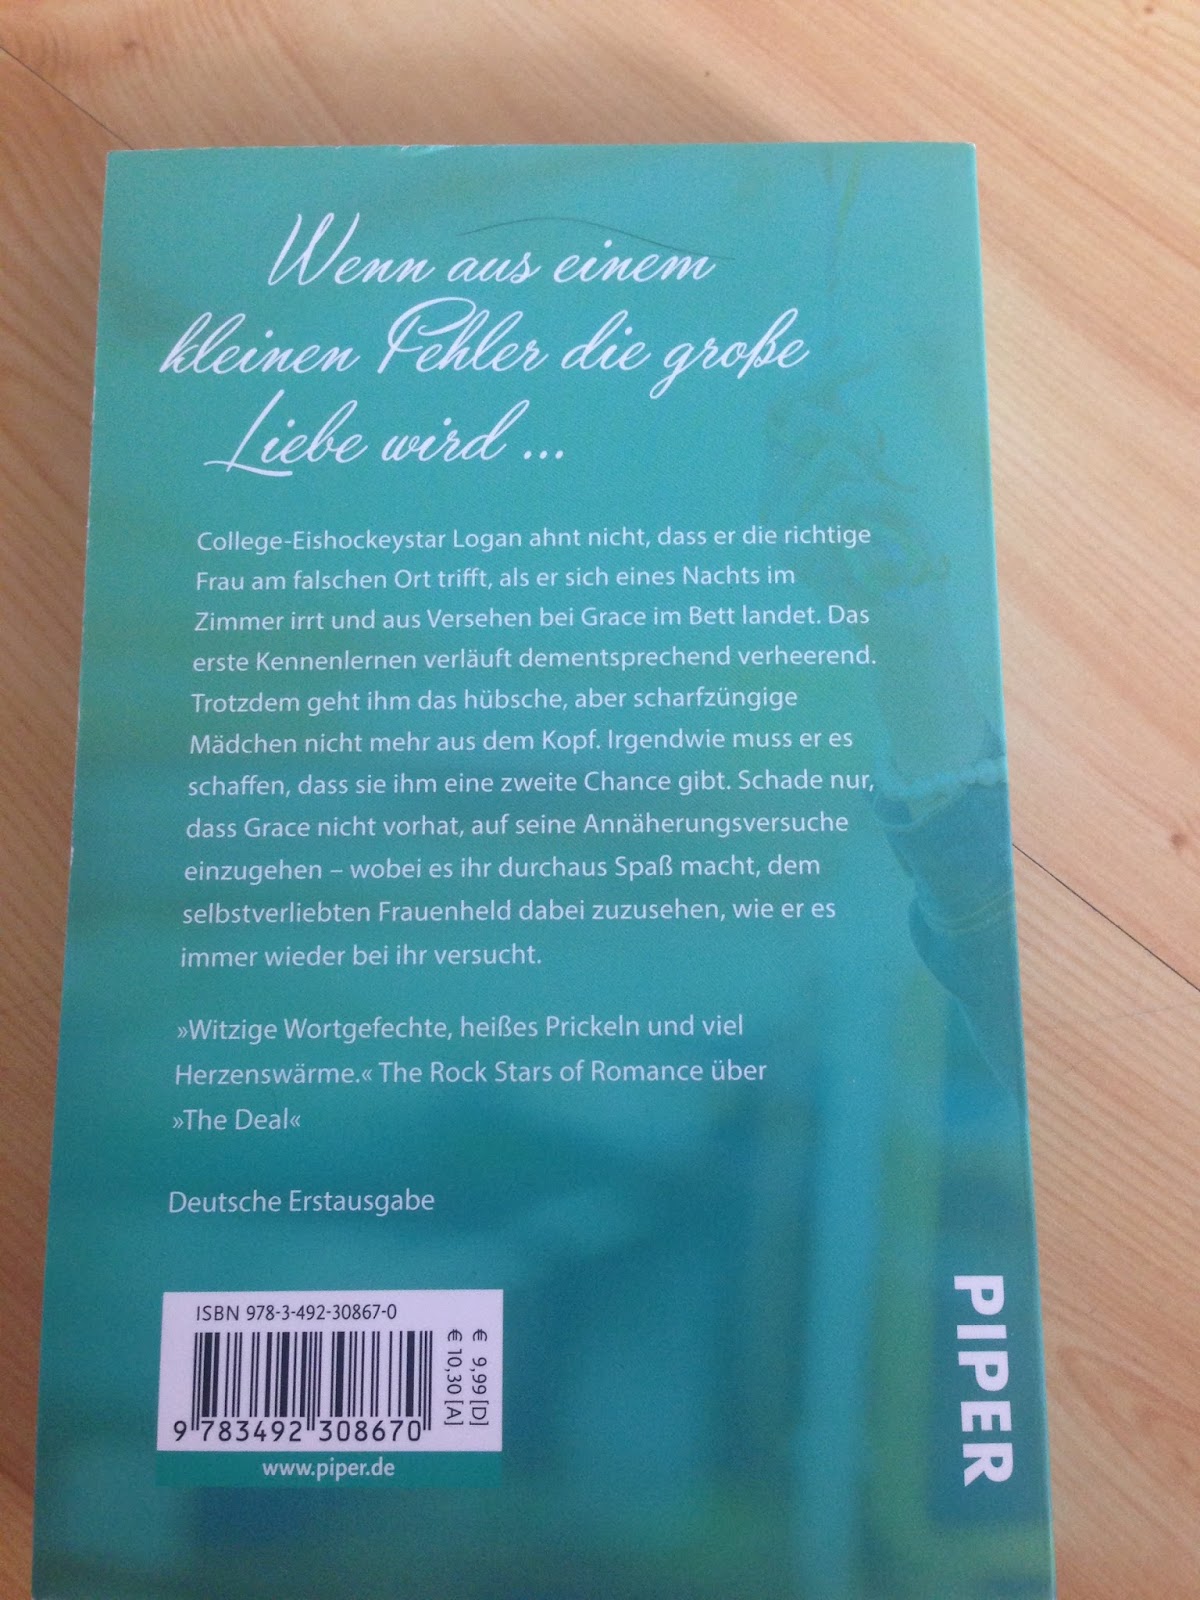 Wenn aus einem
kleinen Fehler die große
Liebe wird ...
College-Eishockeystar Logan ahnt nicht, dass er die richtige
Frau am falschen Ort trifft, als er sich eines Nachts im
Zimmer irrt und aus Versehen bei Grace im Bett landet. Das
erste Kennenlernen verläuft dementsprechend verheerend.
Trotzdem geht ihm das hübsche, aber scharfzüngige
Mädchen nicht mehr aus dem Kopf. Irgendwie muss er es
schaffen, dass sie ihm eine zweite Chance gibt. Schade nur,
dass Grace nicht vorhat, auf seine Annäherungsversuche
einzugehen – wobei es ihr durchaus Spaß macht, dem
selbstverliebten Frauenheld dabei zuzusehen, wie er es
immer wieder bei ihr versucht.
»Witzige Wortgefechte, heißes Prickeln und viel
Herzenswärme.« The Rock Stars of Romance über
»The Deal«
Deutsche Erstausgabe
ISBN 978-3-492-30867-0
€ 9,99 [D]
€ 10,30 [A]
9 783492 308670
www.piper.de
PIPER